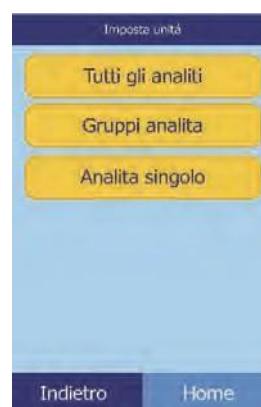 Imposta unità
Tutti gli analiti
Gruppi analita
Analita singolo
Indietro Home